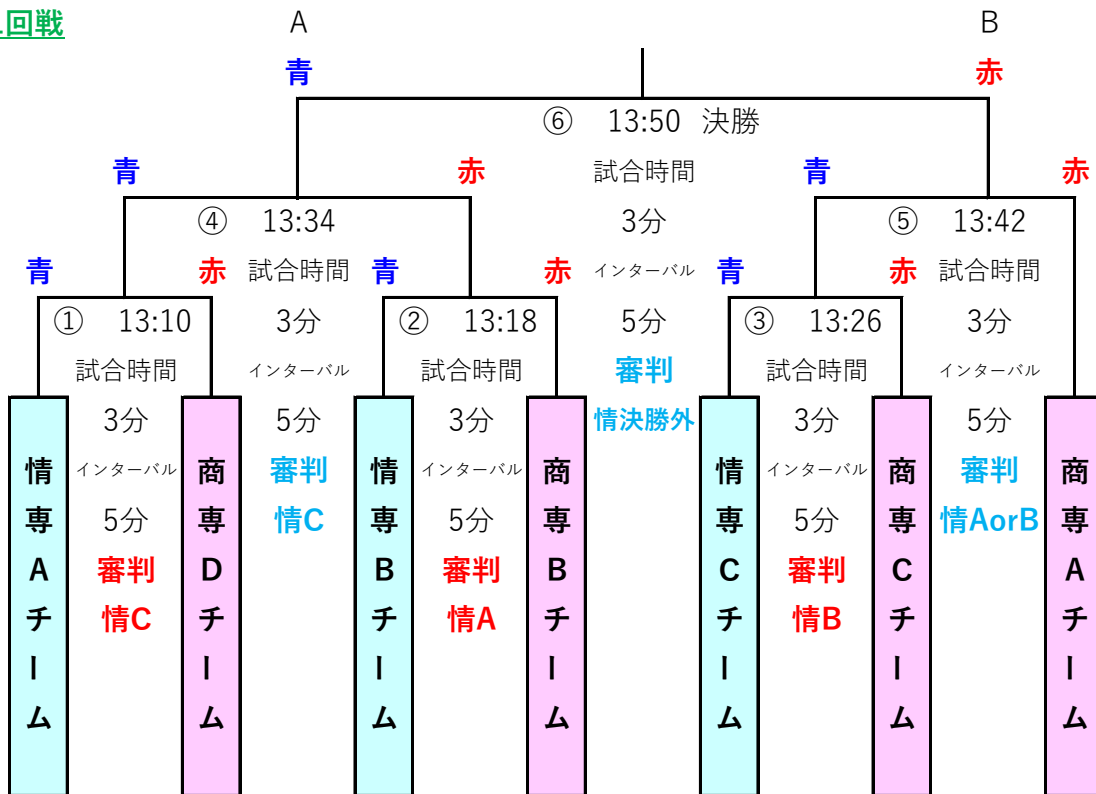 回戦
A B
青 赤
⑥ 13:50 決勝
青 赤 試合時間 青 赤
④ 13:34 3分 ⑤ 13:42
青 赤 試合時間 青 赤 インターバル 青 赤 試合時間
① 13:10 3分 ② 13:18 5分 ③ 13:26 3分
試合時間 インターバル 試合時間 審判 試合時間 インターバル
3分 5分 3分 情決勝外 3分 5分
インターバル 審判 インターバル インターバル 審判
5分 情C 5分 5分 情AorB
審判 審判 審判
情C 情A 情B
情専Aチーム
商専Dチーム
情専Bチーム
商専Bチーム
情専Cチーム
商専Cチーム
商専Aチーム